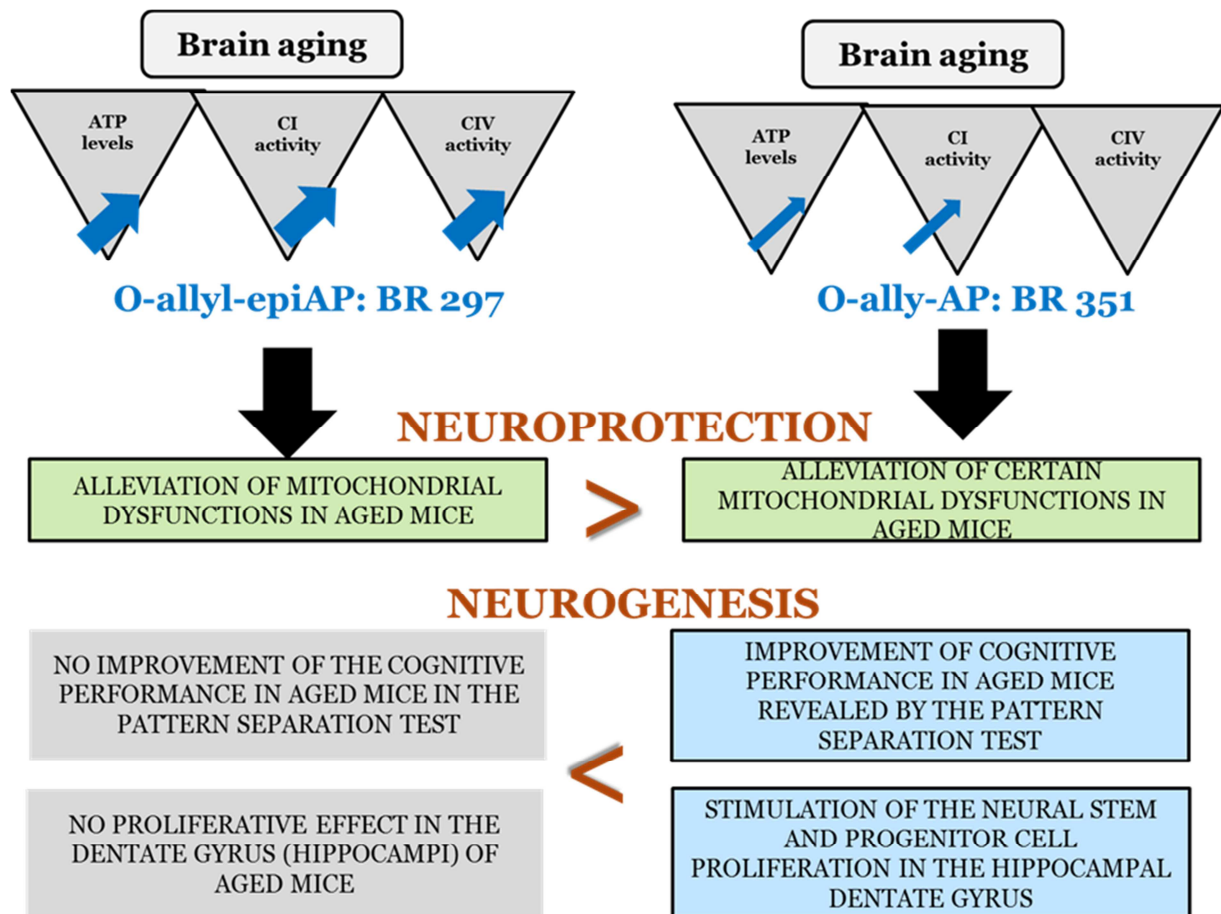 Brain aging
ATP
levels
CI
activity
CIV
activity
O-allyl-epiAP: BR 297
Brain aging
ATP
levels
CI
activity
CIV
activity
O-ally-AP: BR 351
NEUROPROTECTION
ALLEVIATION OF MITOCHONDRIAL
DYSFUNCTIONS IN AGED MICE
>
ALLEVIATION OF CERTAIN
MITOCHONDRIAL DYSFUNCTIONS IN
AGED MICE
NEUROGENESIS
NO IMPROVEMENT OF THE COGNITIVE
PERFORMANCE IN AGED MICE IN THE
PATTERN SEPARATION TEST
<
IMPROVEMENT OF COGNITIVE
PERFORMANCE IN AGED MICE
REVEALED BY THE PATTERN
SEPARATION TEST
NO PROLIFERATIVE EFFECT IN THE
DENTATE GYRUS (HIPPOCAMPI) OF
AGED MICE
STIMULATION OF THE NEURAL STEM
AND PROGENITOR CELL
PROLIFERATION IN THE HIPPOCAMPAL
DENTATE GYRUS